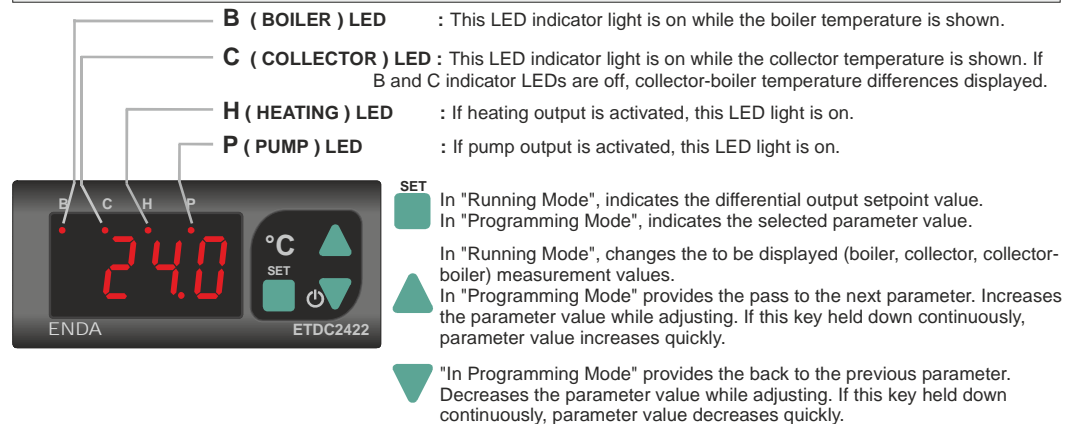 B ( BOILER ) LED : This LED indicator light is on while the boiler temperature is shown.
C ( COLLECTOR ) LED : This LED indicator light is on while the collector temperature is shown. If
B and C indicator LEDs are off, collector-boiler temperature differences displayed.
H ( HEATING ) LED : If heating output is activated, this LED light is on.
P ( PUMP ) LED : If pump output is activated, this LED light is on.
B C H P
24.0
°C
SET
ENDA
ETDC2422
SET
In "Running Mode", indicates the differential output setpoint value.
In "Programming Mode", indicates the selected parameter value.
In "Running Mode", changes the to be displayed (boiler, collector, collector-
boiler) measurement values.
In "Programming Mode" provides the pass to the next parameter. Increases
the parameter value while adjusting. If this key held down continuously,
parameter value increases quickly.
"In Programming Mode" provides the back to the previous parameter.
Decreases the parameter value while adjusting. If this key held down
continuously, parameter value decreases quickly.